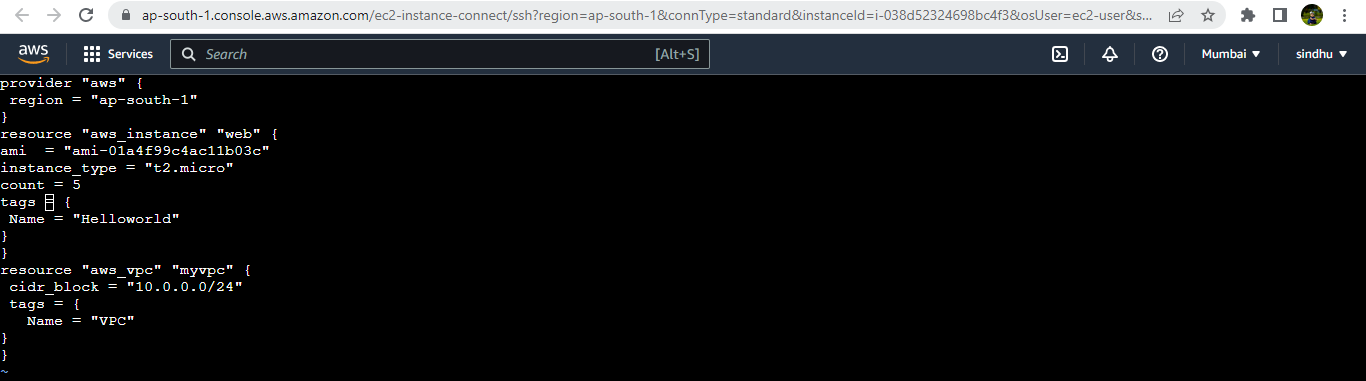 ap-south-1.console.aws.amazon.com/ec2-instance-connect/ssh?region=ap-south-1&connType=standard&instanceId=i-038d52324698bc4f3&osUser=ec2-user&s...
aws Services Search [Alt+S] Mumbai sindhu
provider "aws" {
 region = "ap-south-1"
}
resource "aws_instance" "web" {
ami  = "ami-01a4f99c4ac11b03c"
instance_type = "t2.micro"
count = 5
tags = {
 Name = "Helloworld"
}
}
resource "aws_vpc" "myvpc" {
 cidr_block = "10.0.0.0/24"
 tags = {
   Name = "VPC"
}
}
~